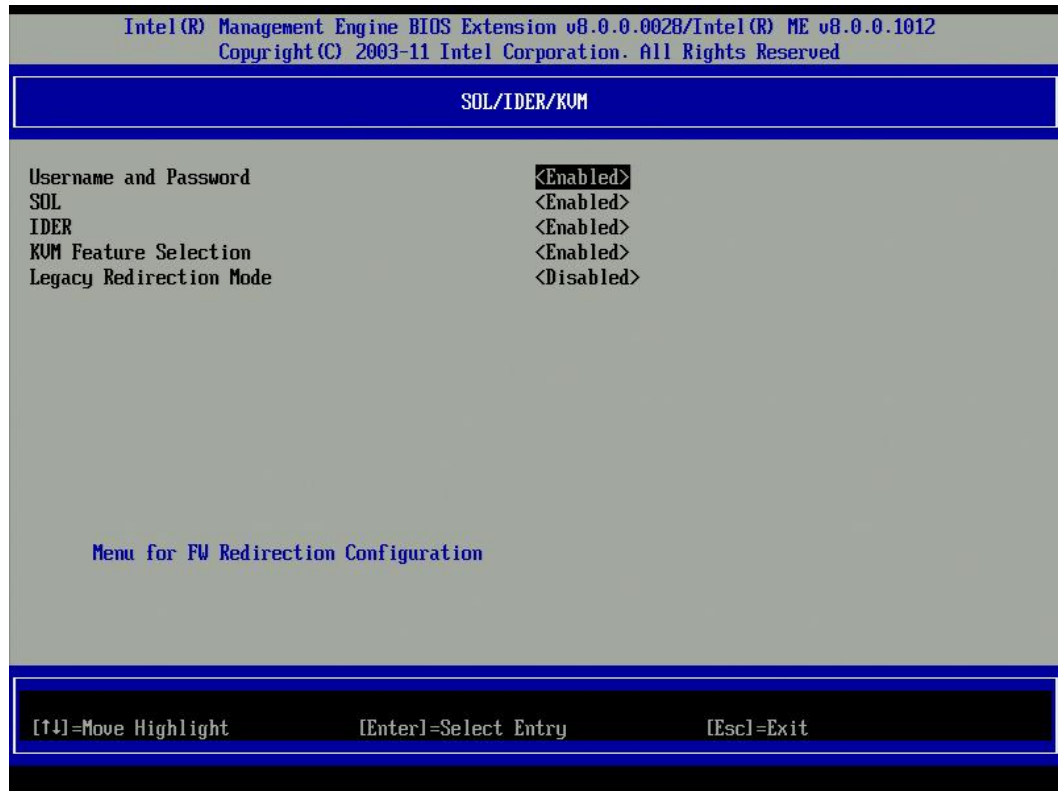 Intel(R) Management Engine BIOS Extension v8.0.0.0028/Intel(R) ME v8.0.0.1012
Copyright(C) 2003-11 Intel Corporation. All Rights Reserved
SOL/IDER/KVM
Username and Password <Enabled>
SOL <Enabled>
IDER <Enabled>
KVM Feature Selection <Enabled>
Legacy Redirection Mode <Disabled>
Menu for FW Redirection Configuration
[↑↓]=Move Highlight [Enter]=Select Entry [Esc]=Exit